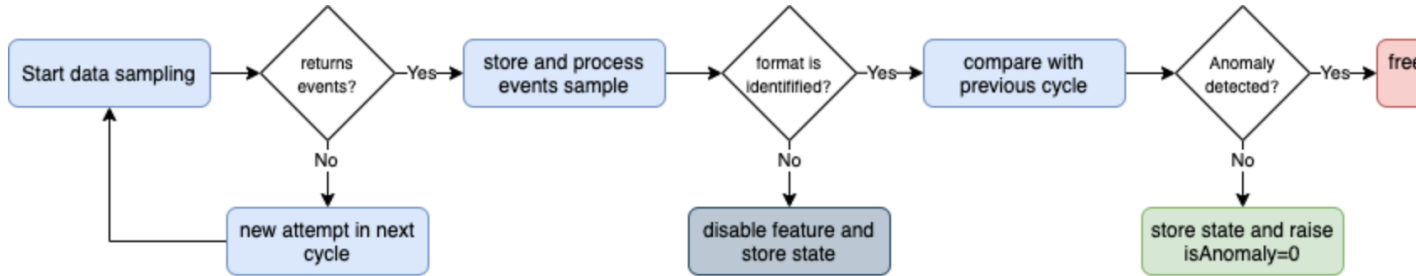 Start data sampling
returns
events?
Yes
store and process
events sample
format is
identifified?
Yes
compare with
previous cycle
Anomaly
detected?
Yes
No
No
No
new attempt in next
cycle
disable feature and
store state
store state and raise
isAnomaly=0